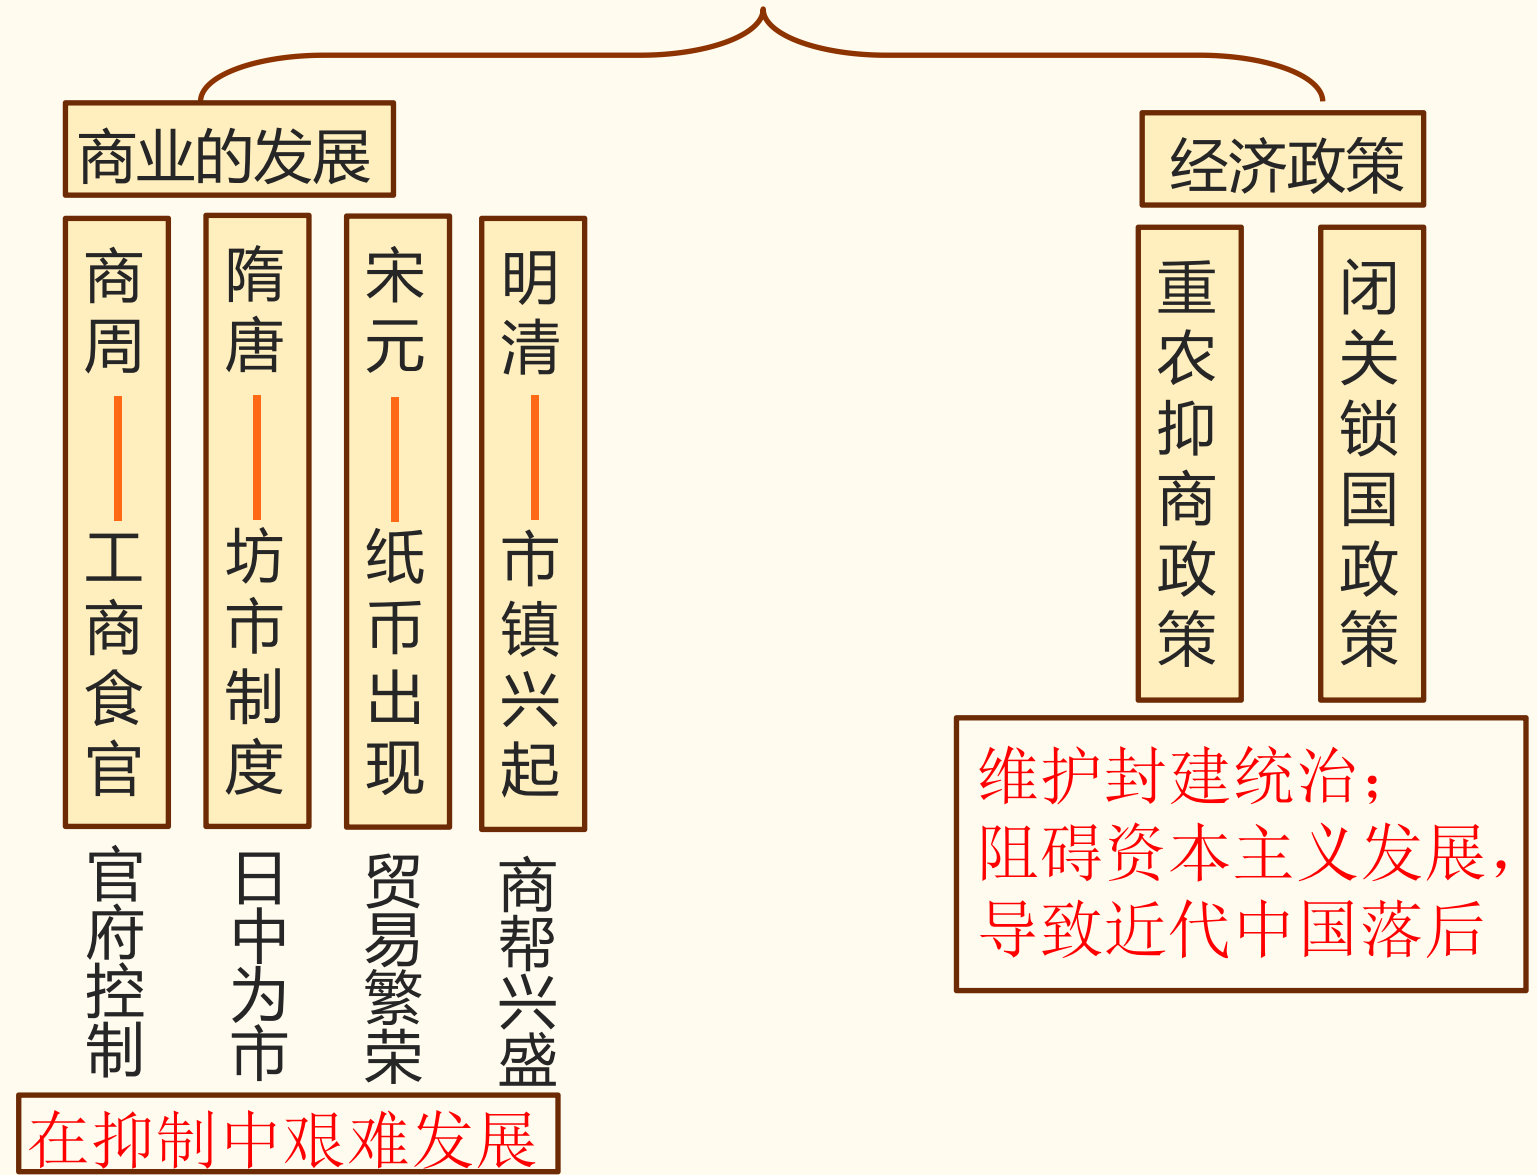 商业的发展
商周——工商食官
官府控制
隋唐——坊市制度
日中为市
宋元——纸币出现
贸易繁荣
明清——市镇兴起
商帮兴盛
在抑制中艰难发展
经济政策
重农抑商政策
闭关锁国政策
维护封建统治；
阻碍资本主义发展，
导致近代中国落后